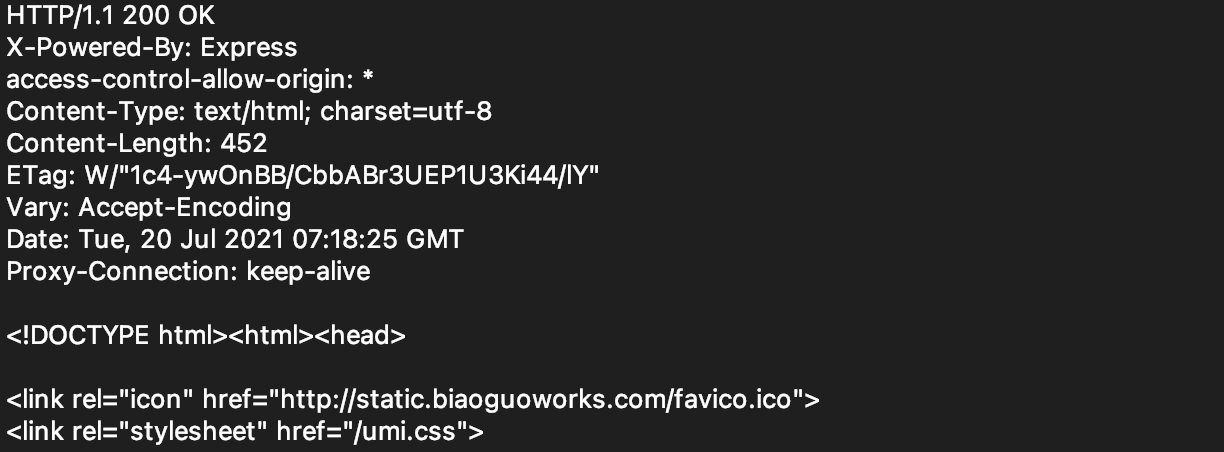 HTTP/1.1 200 OK
X-Powered-By: Express
access-control-allow-origin: *
Content-Type: text/html; charset=utf-8
Content-Length: 452
ETag: W/"1c4-ywOnBB/CbbABr3UEP1U3Ki44/lY"
Vary: Accept-Encoding
Date: Tue, 20 Jul 2021 07:18:25 GMT
Proxy-Connection: keep-alive

<!DOCTYPE html><html><head>

<link rel="icon" href="http://static.biaoguoworks.com/favico.ico">
<link rel="stylesheet" href="/umi.css">